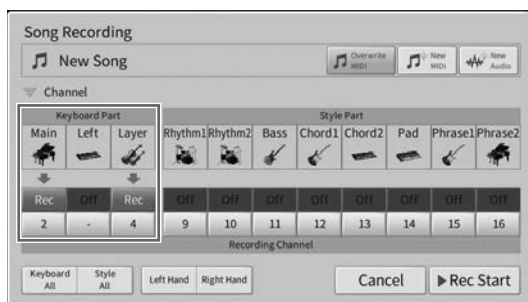 Song Recording
New Song
Overwrite MIDI
New MIDI
New Audio
Channel
Keyboard Part
Style Part
Main Left Layer Rhythm1 Rhythm2 Bass Chord1 Chord2 Pad Phrase1 Phrase2
Rec Off Rec Off Off Off Off Off Off Off Off
2 - 4 9 10 11 12 13 14 15 16
Recording Channel
Keyboard All
Style All
Left Hand
Right Hand
Cancel
Rec Start